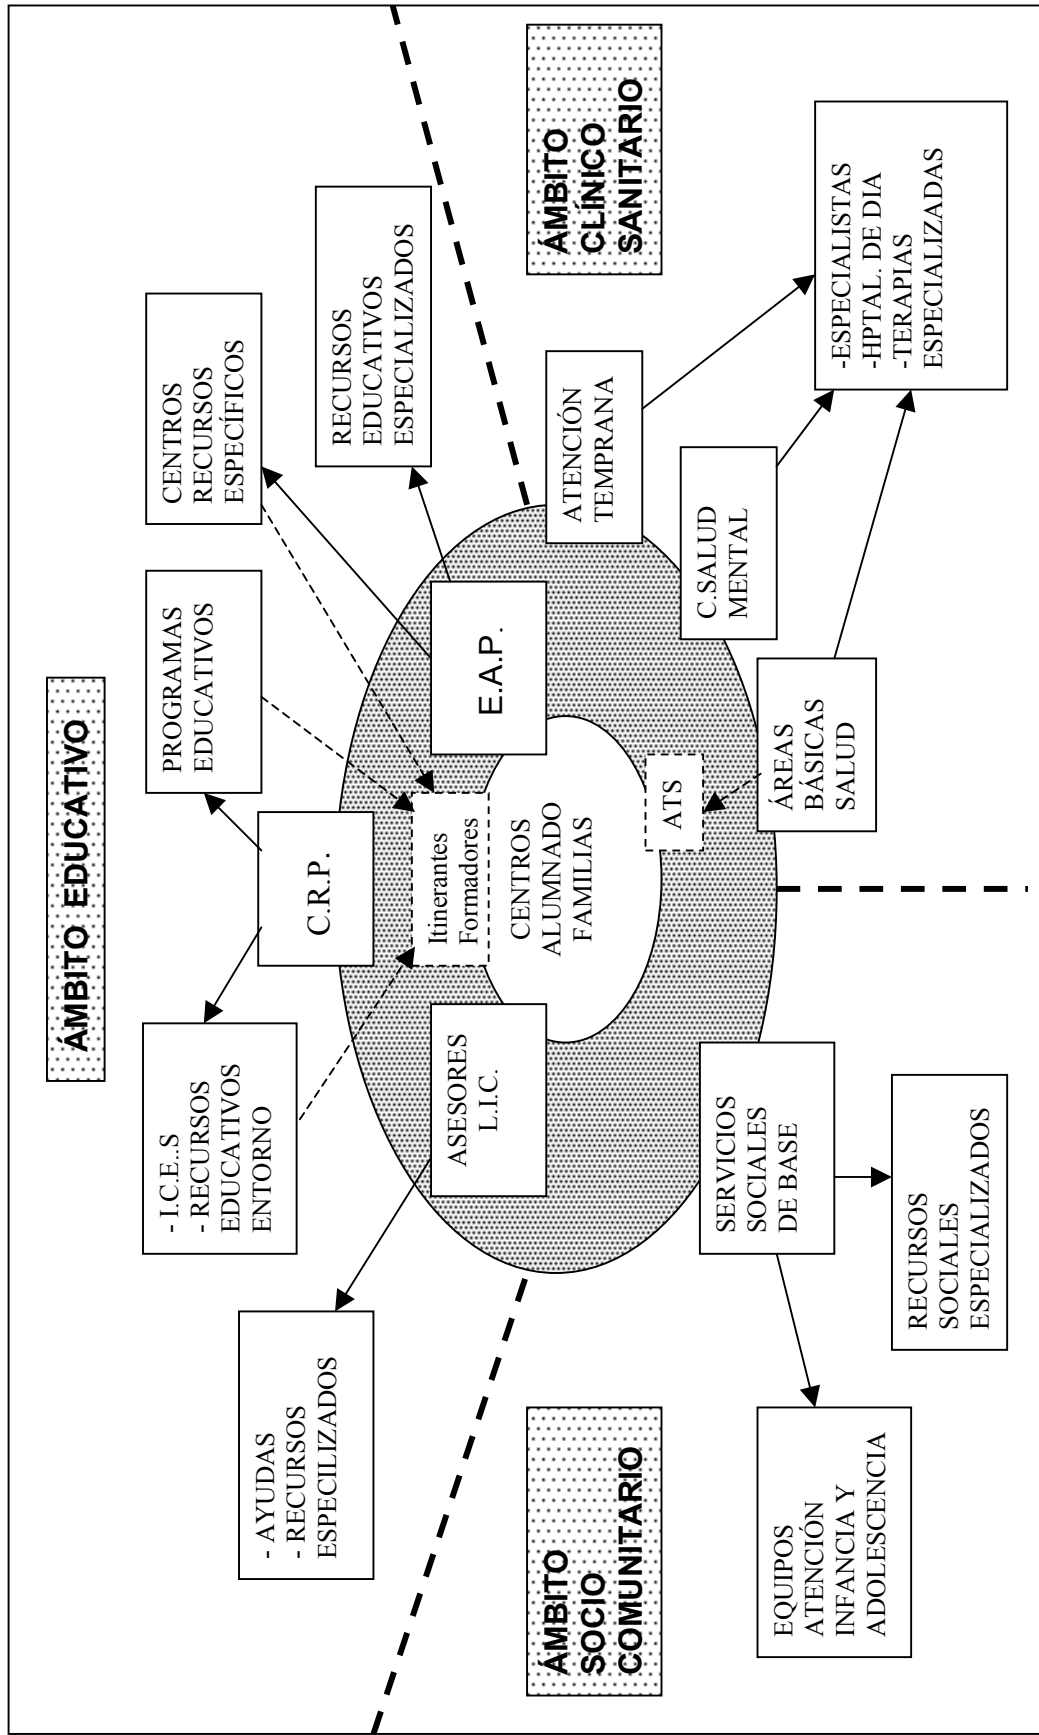 ÁMBITO EDUCATIVO
- I.C.E..S
- RECURSOS
EDUCATIVOS
ENTORNO
PROGRAMAS
EDUCATIVOS
CENTROS
RECURSOS
ESPECÍFICOS
- AYUDAS
- RECURSOS
ESPECILIZADOS
C.R.P.
RECURSOS
EDUCATIVOS
ESPECIALIZADOS
ASESORES
L.I.C.
Itinerantes
Formadores
E.A.P.
CENTROS
ALUMNADO
FAMILIAS
ÁMBITO
SOCIO
COMUNITARIO
ATENCIÓN
TEMPRANA
ÁMBITO
CLÍNICO
SANITARIO
ATS
SERVICIOS
SOCIALES
DE BASE
C.SALUD
MENTAL
ÁREAS
BÁSICAS
SALUD
EQUIPOS
ATENCIÓN
INFANCIA Y
ADOLESCENCIA
-ESPECIALISTAS
-HPTAL. DE DIA
-TERAPIAS
ESPECIALIZADAS
RECURSOS
SOCIALES
ESPECIALIZADOS